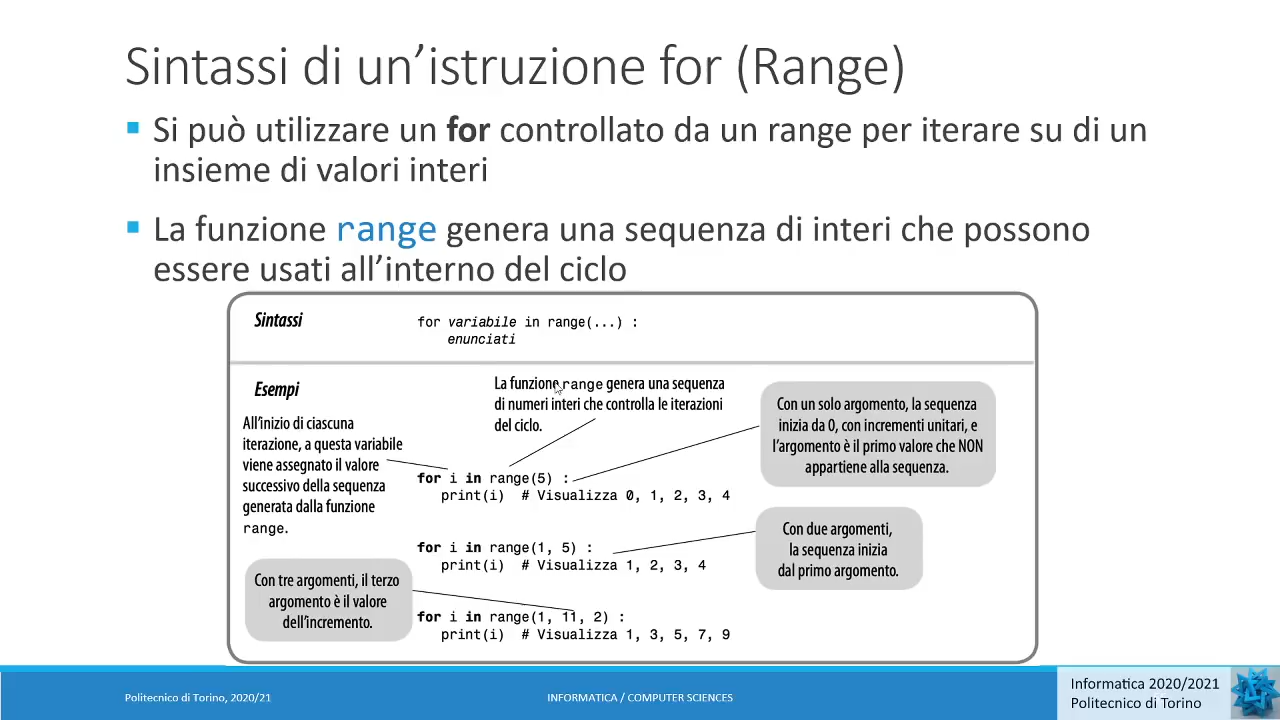 Sintassi di un’istruzione for (Range)
▪ Si può utilizzare un for controllato da un range per iterare su di un
insieme di valori interi
▪ La funzione range genera una sequenza di interi che possono
essere usati all’interno del ciclo
Sintassi
for variabile in range(...) :
enunciati
Esempi
All’inizio di ciascuna
iterazione, a questa variabile
viene assegnato il valore
successivo della sequenza
generata dalla funzione
range.
La funzione range genera una sequenza
di numeri interi che controlla le iterazioni
del ciclo.
Con un solo argomento, la sequenza
inizia da 0, con incrementi unitari, e
l’argomento è il primo valore che NON
appartiene alla sequenza.
for i in range(5) :
print(i) # Visualizza 0, 1, 2, 3, 4
Con due argomenti,
la sequenza inizia
dal primo argomento.
for i in range(1, 5) :
print(i) # Visualizza 1, 2, 3, 4
Con tre argomenti, il terzo
argomento è il valore
dell’incremento.
for i in range(1, 11, 2) :
print(i) # Visualizza 1, 3, 5, 7, 9
Politecnico di Torino, 2020/21
INFORMATICA / COMPUTER SCIENCES
Informatica 2020/2021
Politecnico di Torino